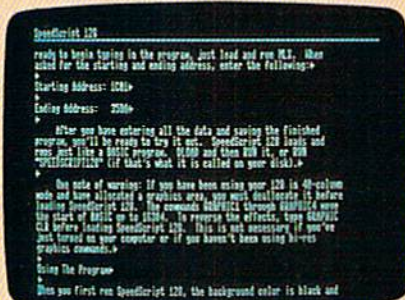 SpeedScript 128
ready to begin typing in the program, just load and run MLX. When
asked for the starting and ending address, enter the following:
Starting Address: 1C01
Ending Address:
After you have entering all the data and saving the finished
program, you'll be ready to try it out. SpeedScript 128 loads and
runs just like a BASIC program. DLOAD and then RUN it, or RUN
"SPEEDSCRIPT128" (if that's what it is called on your disk).
One note of warning: If you have been using your 128 in 40-column
mode and the graphics area, you must before
loading SpeedScript 128. The commands GRAPHIC move
the start of BASIC up to 16384. To reverse the effects, type GRAPHIC
CLR before loading SpeedScript 128. This is not necessary if you've
just turned on your computer or if you haven't been using hi-res
graphics commands.
Using The Program
When you first run SpeedScript 128, the background color is black and